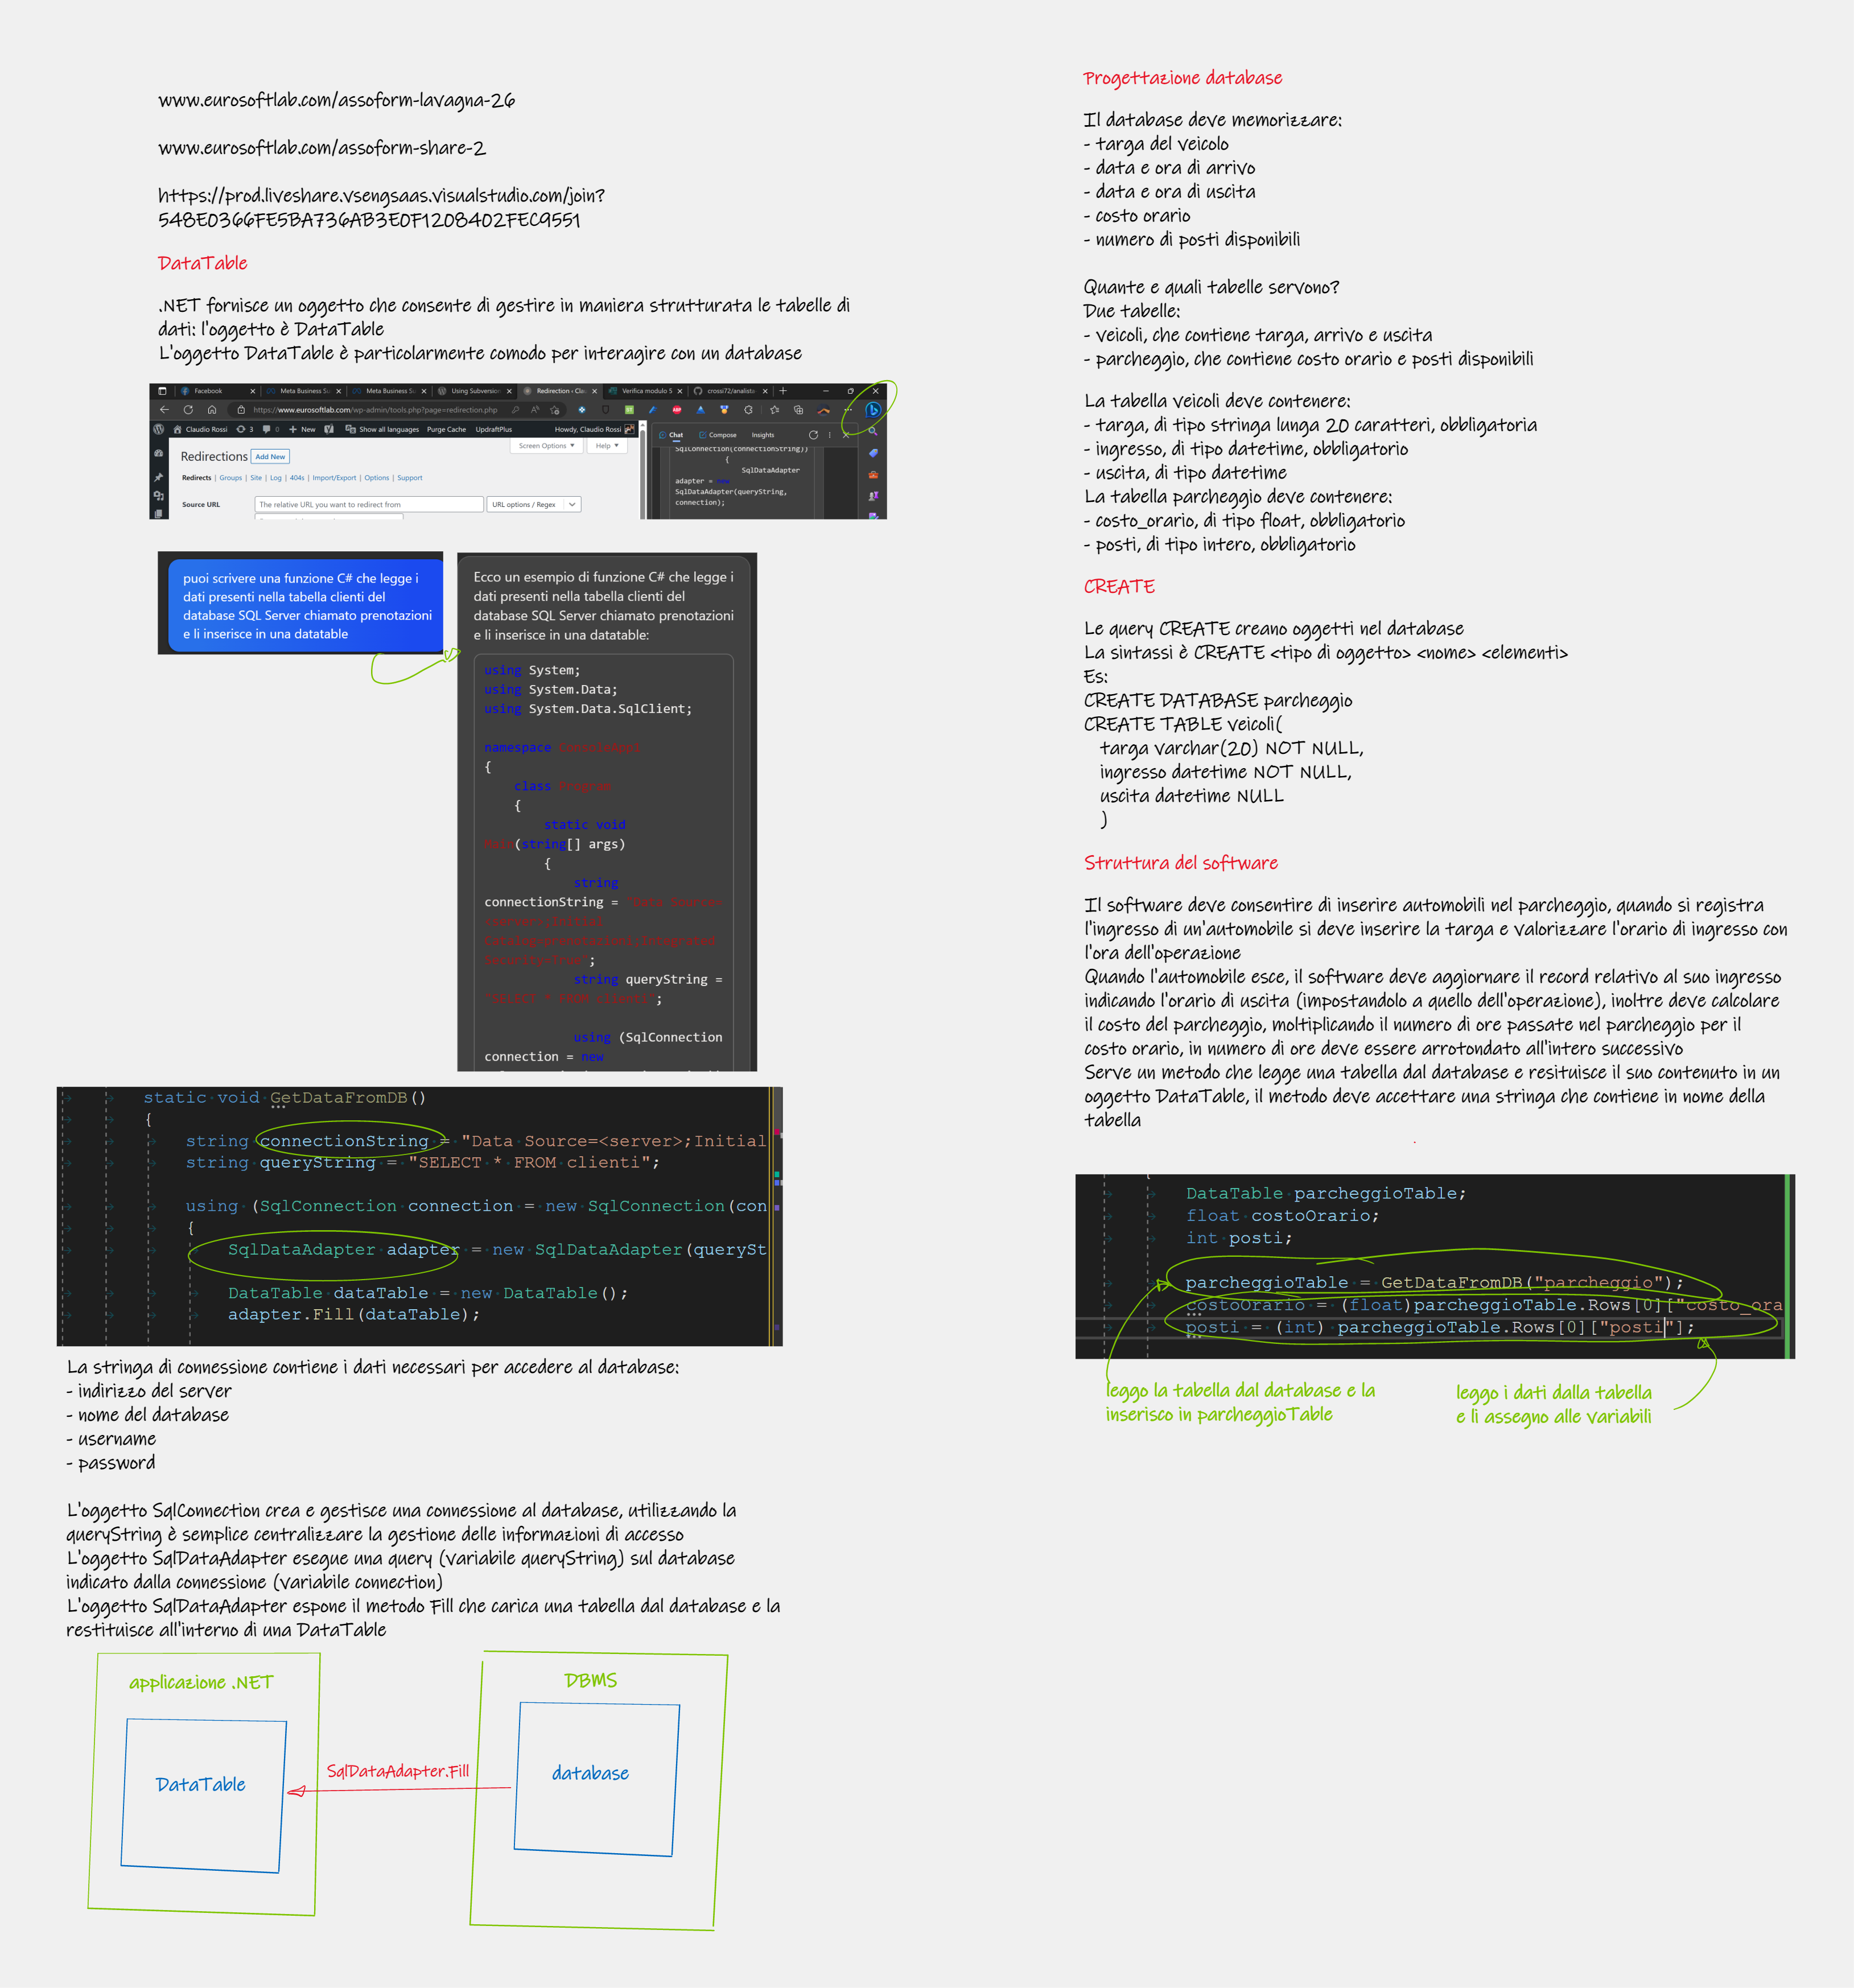 www.eurosoftlab.com/assoform-lavagna-26
www.eurosoftlab.com/assoform-share-2
https://prod.liveshare.vsengsaas.visualstudio.com/join?
548E0366FE5BA736AB3E0F1208402FEC9551
DataTable
.NET fornisce un oggetto che consente di gestire in maniera strutturata le tabelle di
dati: l'oggetto è DataTable
L'oggetto DataTable è particolarmente comodo per interagire con un database
Facebook
Meta Business Su
Meta Business Su
Using Subversion
Redirection ‹ Clau
Verifica modulo 5
crossi72/analista-
https://www.eurosoftlab.com/wp-admin/tools.php?page=redirection.php
Claudio Rossi 3 0 + New Show all languages Purge Cache UpdraftPlus Howdy, Claudio Rossi
Screen Options Help
Redirections Add New
Redirects | Groups | Site | Log | 404s | Import/Export | Options | Support
Source URL The relative URL you want to redirect from URL options / Regex
Chat Compose Insights
SqlConnection(connectionString))
{
SqlDataAdapter
adapter = new
SqlDataAdapter(queryString,
connection);
puoi scrivere una funzione C# che legge i
dati presenti nella tabella clienti del
database SQL Server chiamato prenotazioni
e li inserisce in una datatable
Ecco un esempio di funzione C# che legge i
dati presenti nella tabella clienti del
database SQL Server chiamato prenotazioni
e li inserisce in una datatable:
using System;
using System.Data;
using System.Data.SqlClient;
namespace
{
class Program
{
static void
Main(string[] args)
{
string
connectionString = "Data Source=
<server>;Initial
Catalog=prenotazioni;Integrated
Security=True";
string queryString =
"SELECT * FROM clienti";
using (SqlConnection
connection = new
static void GetDataFromDB()
{
string connectionString = "Data Source=<server>;Initial
string queryString = "SELECT * FROM clienti";
using (SqlConnection connection = new SqlConnection(con
{
SqlDataAdapter adapter = new SqlDataAdapter(querySt
DataTable dataTable = new DataTable();
adapter.Fill(dataTable);
La stringa di connessione contiene i dati necessari per accedere al database:
- indirizzo del server
- nome del database
- username
- password
L'oggetto SqlConnection crea e gestisce una connessione al database, utilizzando la
queryString è semplice centralizzare la gestione delle informazioni di accesso
L'oggetto SqlDataAdapter esegue una query (variabile queryString) sul database
indicato dalla connessione (variabile connection)
L'oggetto SqlDataAdapter espone il metodo Fill che carica una tabella dal database e la
restituisce all'interno di una DataTable
applicazione .NET
DataTable
SqlDataAdapter.Fill
DBMS
database
Progettazione database
Il database deve memorizzare:
- targa del veicolo
- data e ora di arrivo
- data e ora di uscita
- costo orario
- numero di posti disponibili
Quante e quali tabelle servono?
Due tabelle:
- veicoli, che contiene targa, arrivo e uscita
- parcheggio, che contiene costo orario e posti disponibili
La tabella veicoli deve contenere:
- targa, di tipo stringa lunga 20 caratteri, obbligatoria
- ingresso, di tipo datetime, obbligatorio
- uscita, di tipo datetime
La tabella parcheggio deve contenere:
- costo_orario, di tipo float, obbligatorio
- posti, di tipo intero, obbligatorio
CREATE
Le query CREATE creano oggetti nel database
La sintassi è CREATE <tipo di oggetto> <nome> <elementi>
Es:
CREATE DATABASE parcheggio
CREATE TABLE veicoli(
targa varchar(20) NOT NULL,
ingresso datetime NOT NULL,
uscita datetime NULL
)
Struttura del software
Il software deve consentire di inserire automobili nel parcheggio, quando si registra
l'ingresso di un'automobile si deve inserire la targa e valorizzare l'orario di ingresso con
l'ora dell'operazione
Quando l'automobile esce, il software deve aggiornare il record relativo al suo ingresso
indicando l'orario di uscita (impostandolo a quello dell'operazione), inoltre deve calcolare
il costo del parcheggio, moltiplicando il numero di ore passate nel parcheggio per il
costo orario, in numero di ore deve essere arrotondato all'intero successivo
Serve un metodo che legge una tabella dal database e resituisce il suo contenuto in un
oggetto DataTable, il metodo deve accettare una stringa che contiene in nome della
tabella
DataTable parcheggioTable;
float costoOrario;
int posti;
parcheggioTable = GetDataFromDB("parcheggio");
costoOrario = (float)parcheggioTable.Rows[0]["costo_ora
posti = (int) parcheggioTable.Rows[0]["posti"];
leggo la tabella dal database e la
inserisco in parcheggioTable
leggo i dati dalla tabella
e li assegno alle variabili